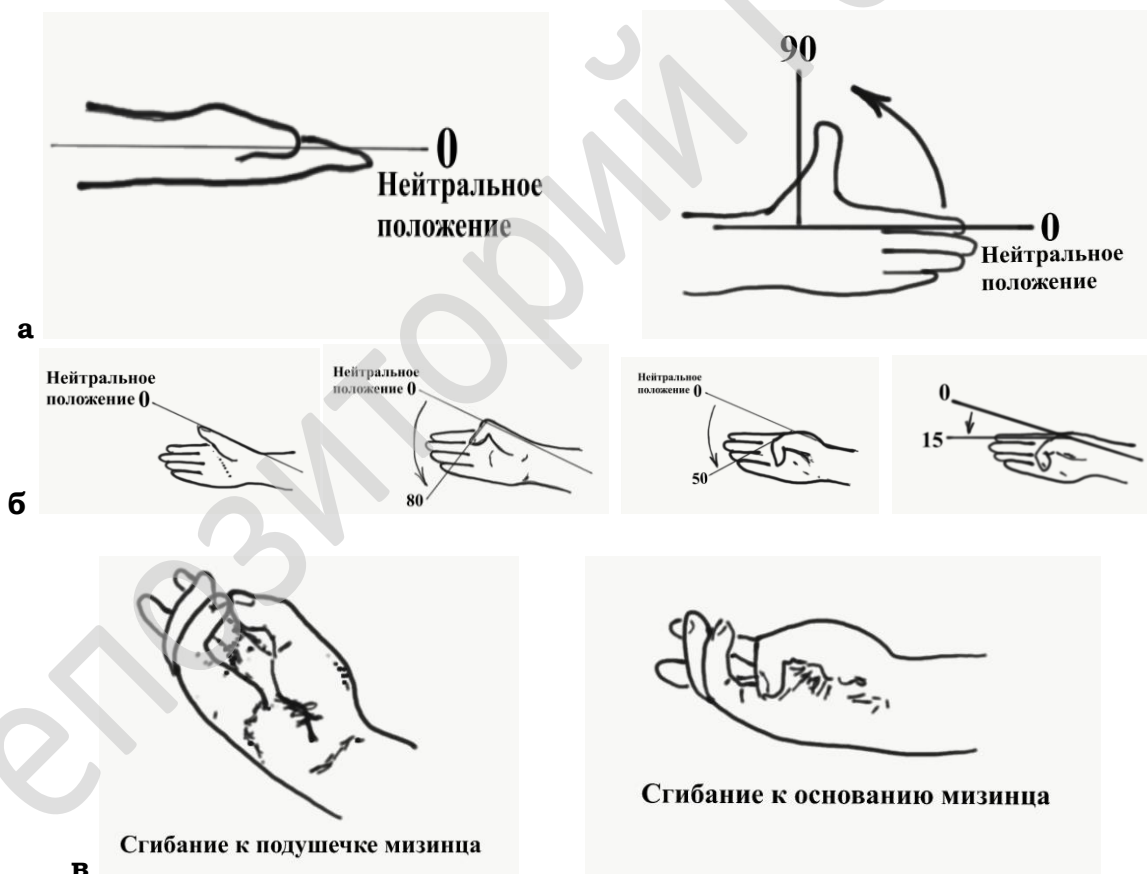 0
Нейтральное
положение
90
0
Нейтральное
положение
а
Нейтральное
положение 0
Нейтральное
положение 0
80
Нейтральное
положение 0
50
0
15
б
Сгибание к подушечке мизинца
Сгибание к основанию мизинца
в
епозиторий